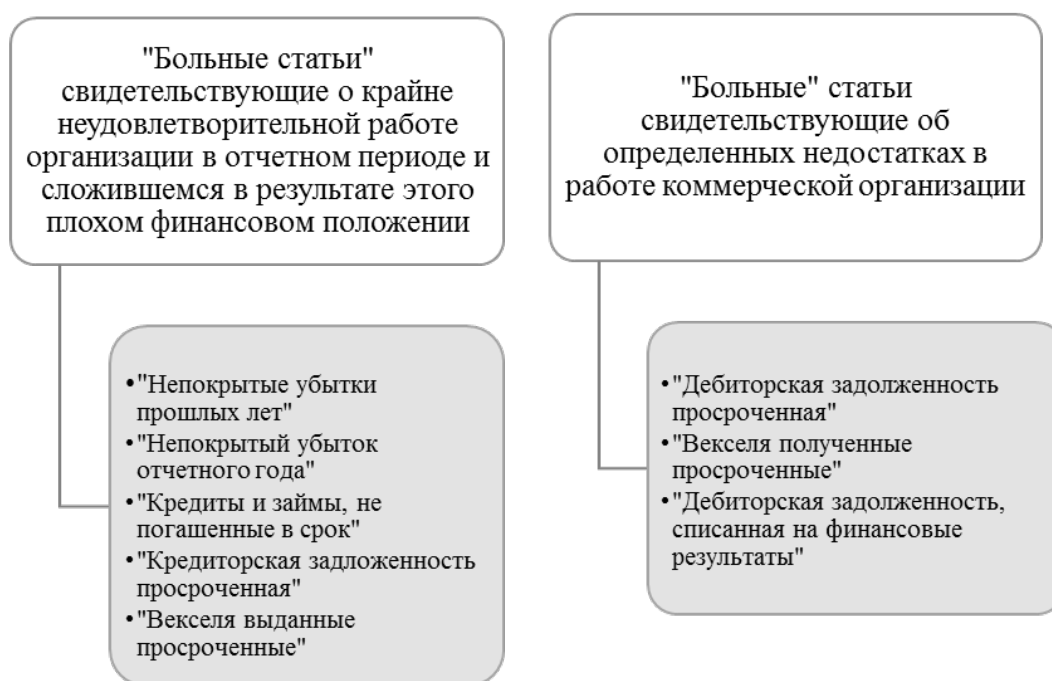 "Больные статьи"
свидетельствующие о крайне
неудовлетворительной работе
организации в отчетном периоде и
сложившемся в результате этого
плохом финансовом положении
•"Непокрытые убытки
прошлых лет"
•"Непокрытый убыток
отчетного года"
•"Кредиты и займы, не
погашенные в срок"
•"Кредиторская задложенность
просроченная"
•"Векселя выданные
просроченные"
"Больные" статьи
свидетельствующие об
определенных недостатках в
работе коммерческой организации
•"Дебиторская задолженность
просроченная"
•"Векселя полученные
просроченные"
•"Дебиторская задолженность,
списанная на финансовые
результаты"